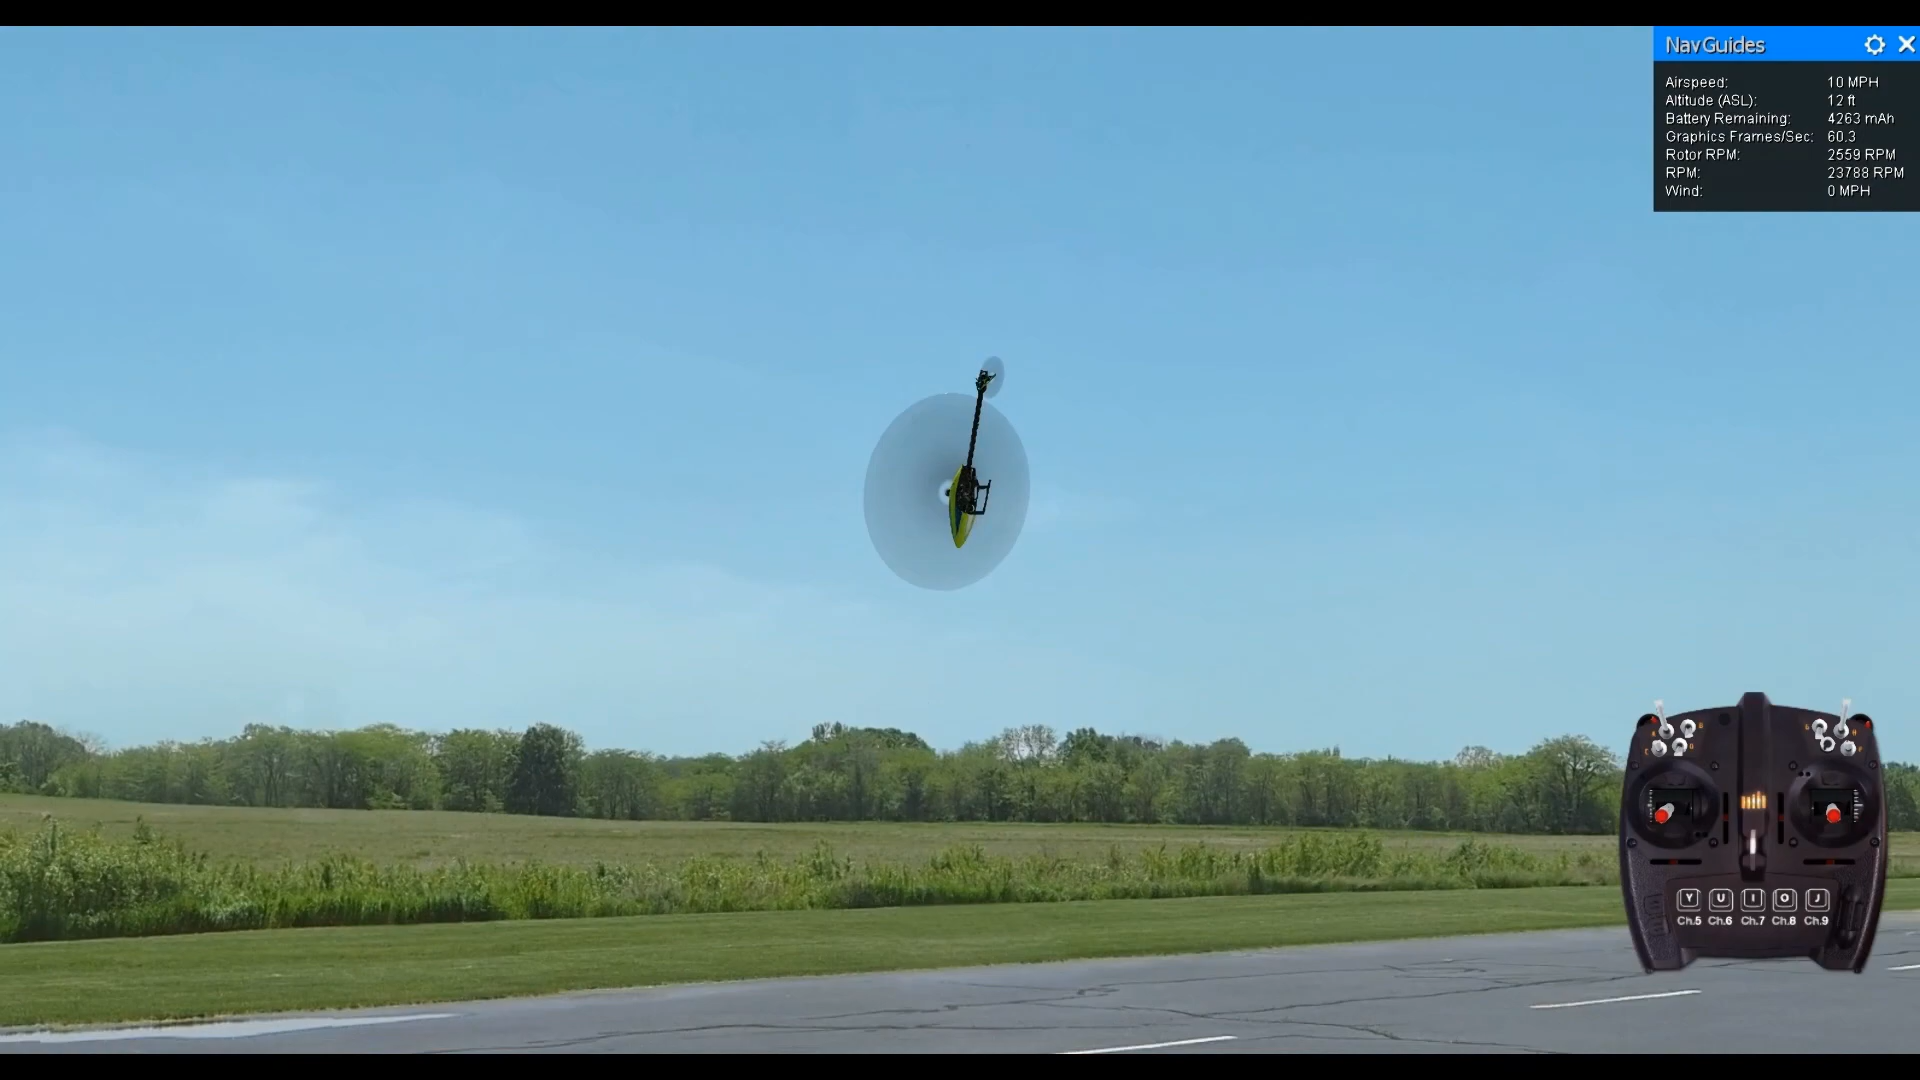 NavGuides
Airspeed: 10 MPH
Altitude (ASL): 12 ft
Battery Remaining: 4263 mAh
Graphics Frames/Sec: 60.3
Rotor RPM: 2559 RPM
RPM: 23788 RPM
Wind: 0 MPH
Y U I O J
Ch.5 Ch.6 Ch.7 Ch.8 Ch.9